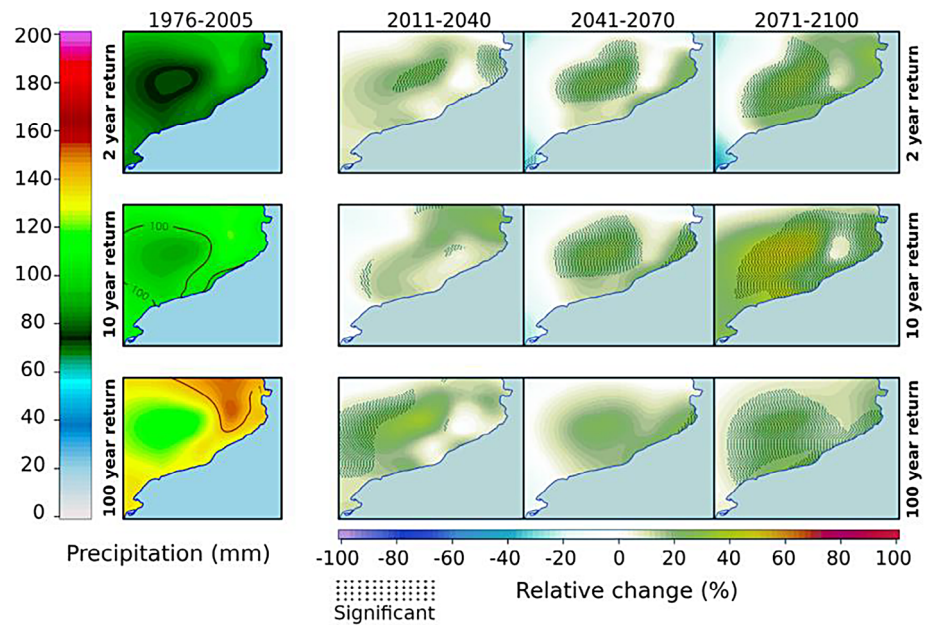 1976-2005
2011-2040
2041-2070
2071-2100
200
180
160
140
120
100
80
60
40
20
0
2 year return
2 year return
100
100
10 year return
10 year return
100 year return
100 year return
Precipitation (mm)
-100 -80 -60 -40 -20 0 20 40 60 80 100
Relative change (%)
Significant